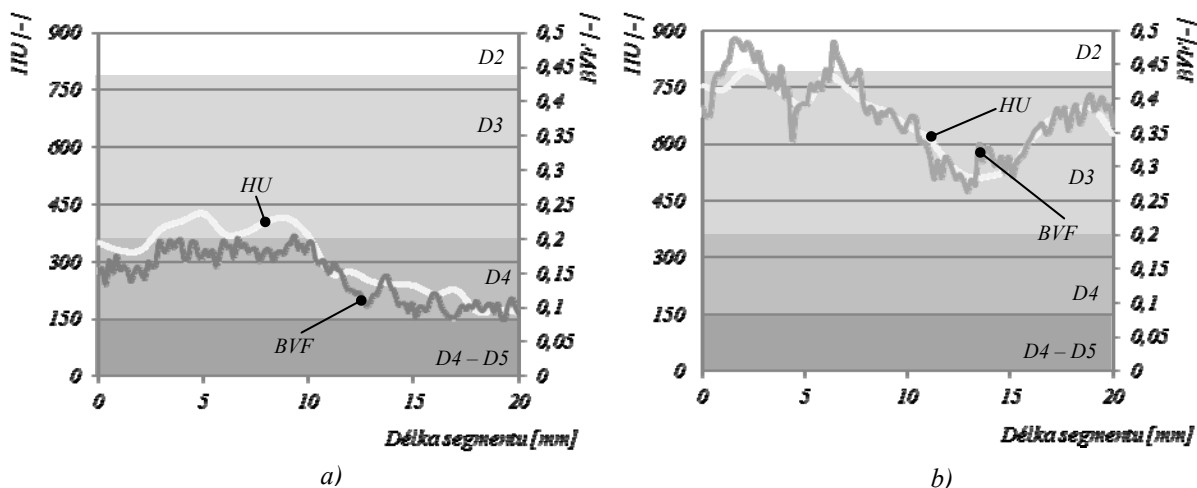 HU [-]
900
750
600
450
300
150
0
BVF [-]
0,5
0,45
0,4
0,35
0,3
0,25
0,2
0,15
0,1
0,05
0
D2
D3
HU
D4
BVF
D4 – D5
0 5 10 15 20
Délka segmentu [mm]
a)
HU [-]
900
750
600
450
300
150
0
BVF [-]
0,5
0,45
0,4
0,35
0,3
0,25
0,2
0,15
0,1
0,05
0
D2
HU
D3
BVF
D4
D4 – D5
0 5 10 15 20
Délka segmentu [mm]
b)